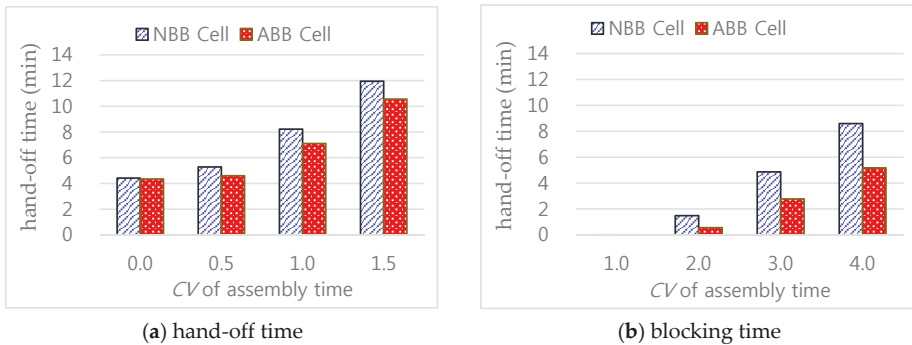 NBB Cell ABB Cell
hand-off time (min)
14
12
10
8
6
4
2
0
0.0 0.5 1.0 1.5
CV of assembly time
(a) hand-off time
NBB Cell ABB Cell
hand-off time (min)
14
12
10
8
6
4
2
0
1.0 2.0 3.0 4.0
CV of assembly time
(b) blocking time